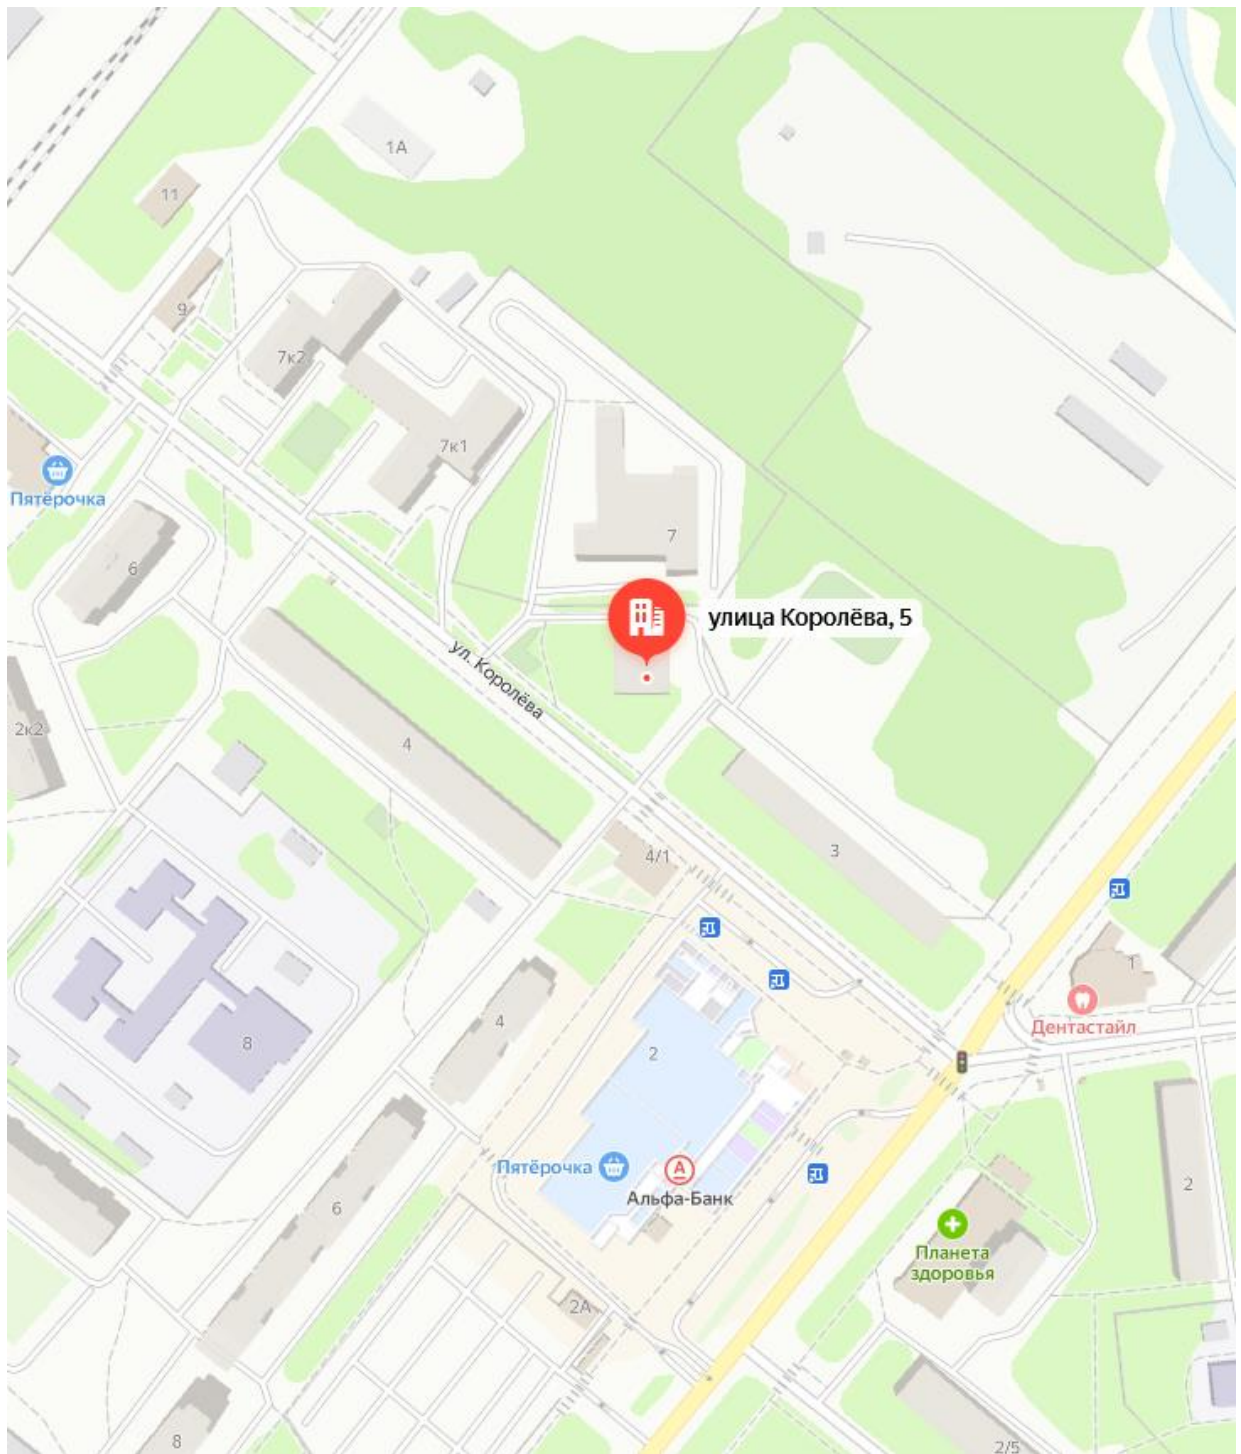 1А
11
9
7к2
7к1
Пятёрочка
7
6
улица Королёва, 5
ул. Королёва
2к2
4
3
4/1
1
Дентастайл
4
8
2
Пятёрочка
А
Альфа-Банк
2
6
Планета
здоровья
2А
8
2/5